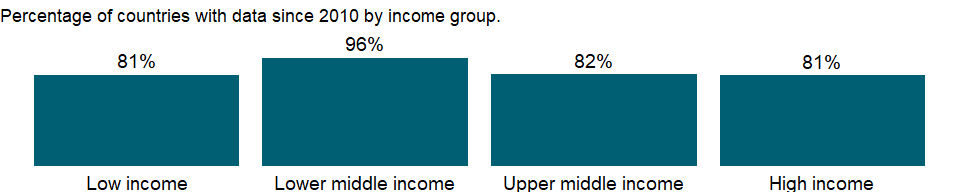 Percentage of countries with data since 2010 by income group.
81%
96%
82%
81%
Low income
Lower middle income
Upper middle income
High income